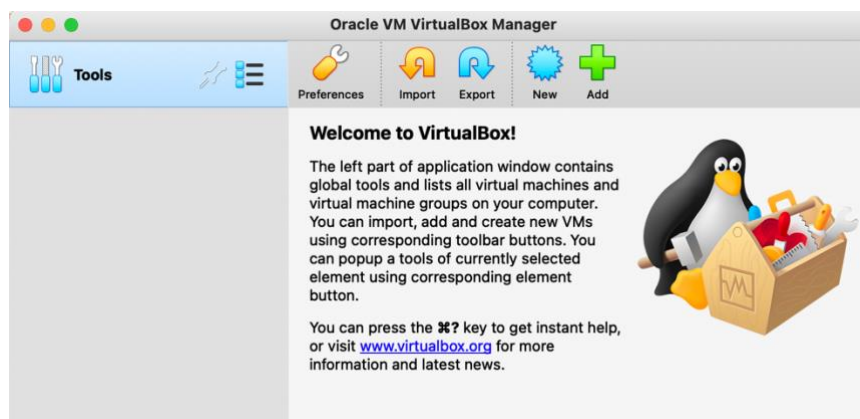 Oracle VM VirtualBox Manager
Tools
Preferences
Import
Export
New
Add
Welcome to VirtualBox!
The left part of application window contains
global tools and lists all virtual machines and
virtual machine groups on your computer.
You can import, add and create new VMs
using corresponding toolbar buttons. You
can popup a tools of currently selected
element using corresponding element
button.
You can press the ⌘? key to get instant help,
or visit www.virtualbox.org for more
information and latest news.